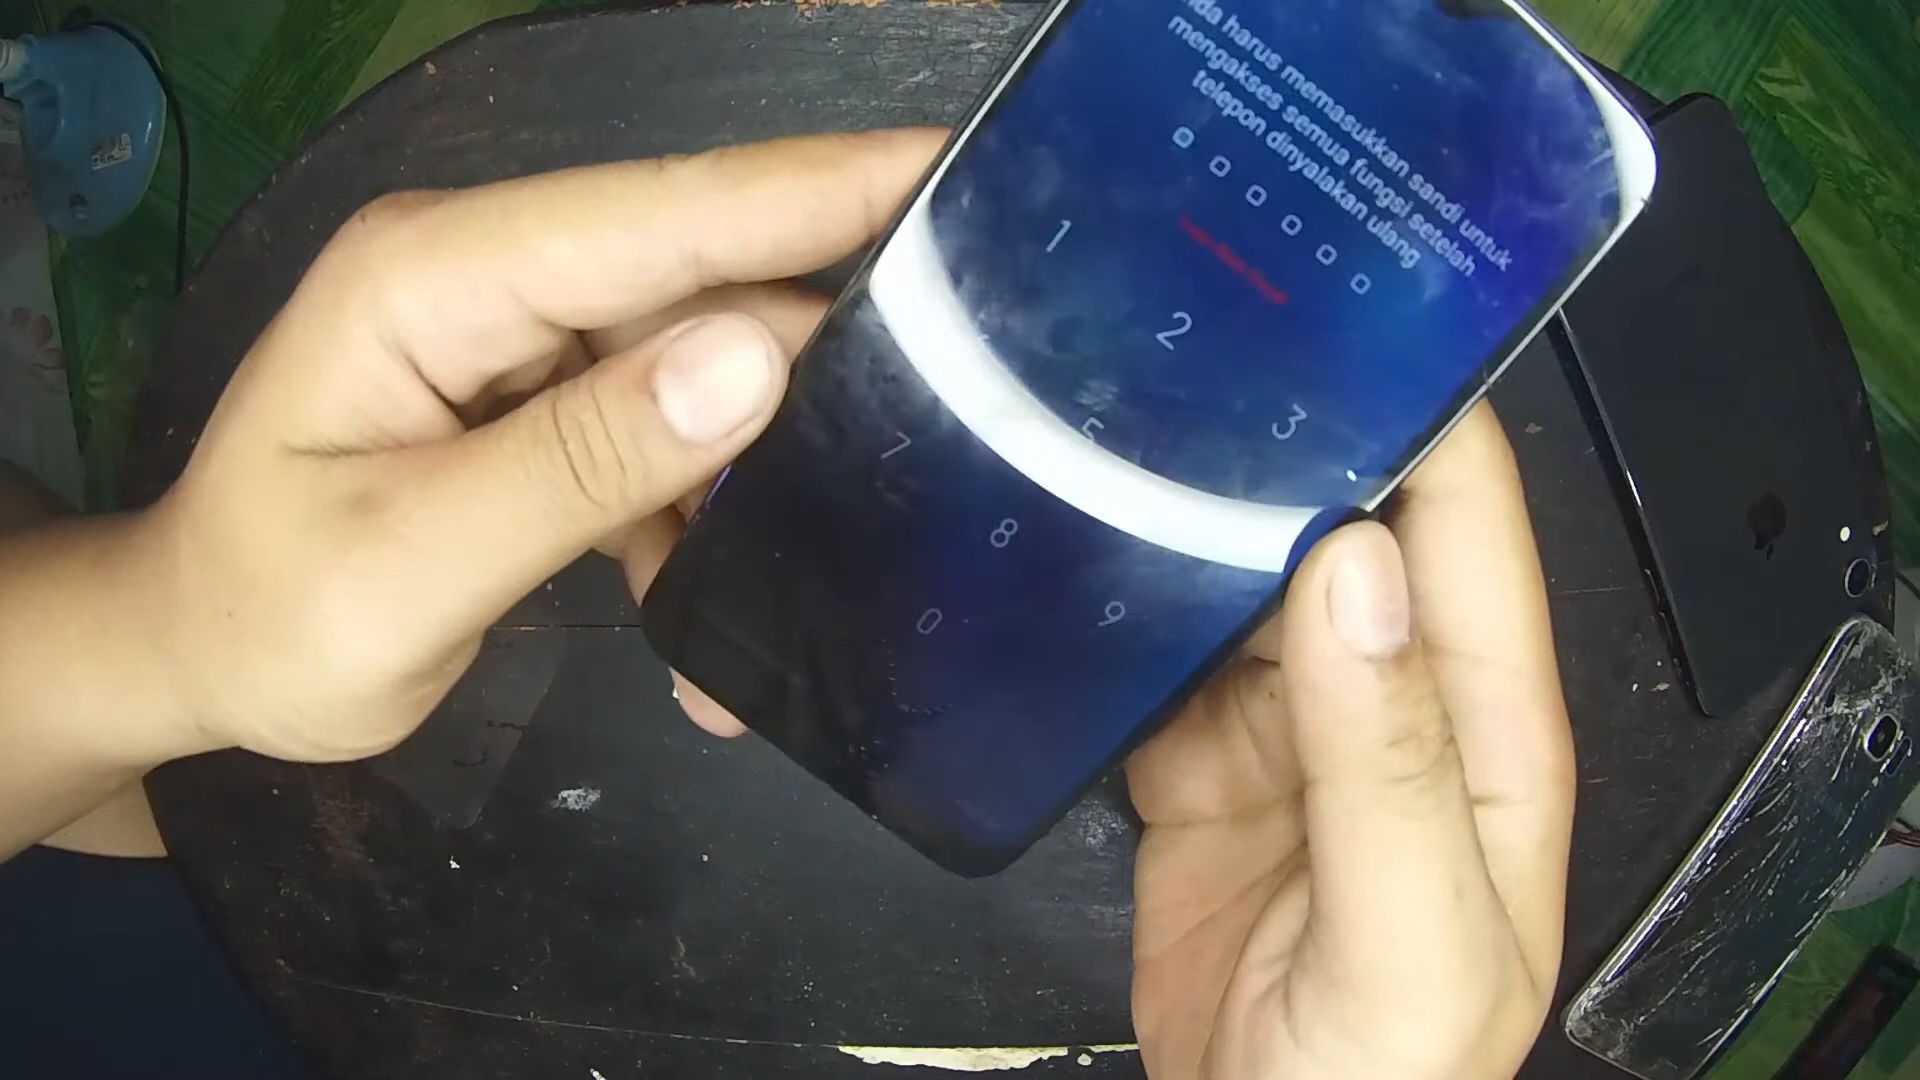 nda harus memasukkan sandi untuk
mengakses semua fungsi setelah
telepon dinyalakan ulang
1
2
3
5
7
8
9
0